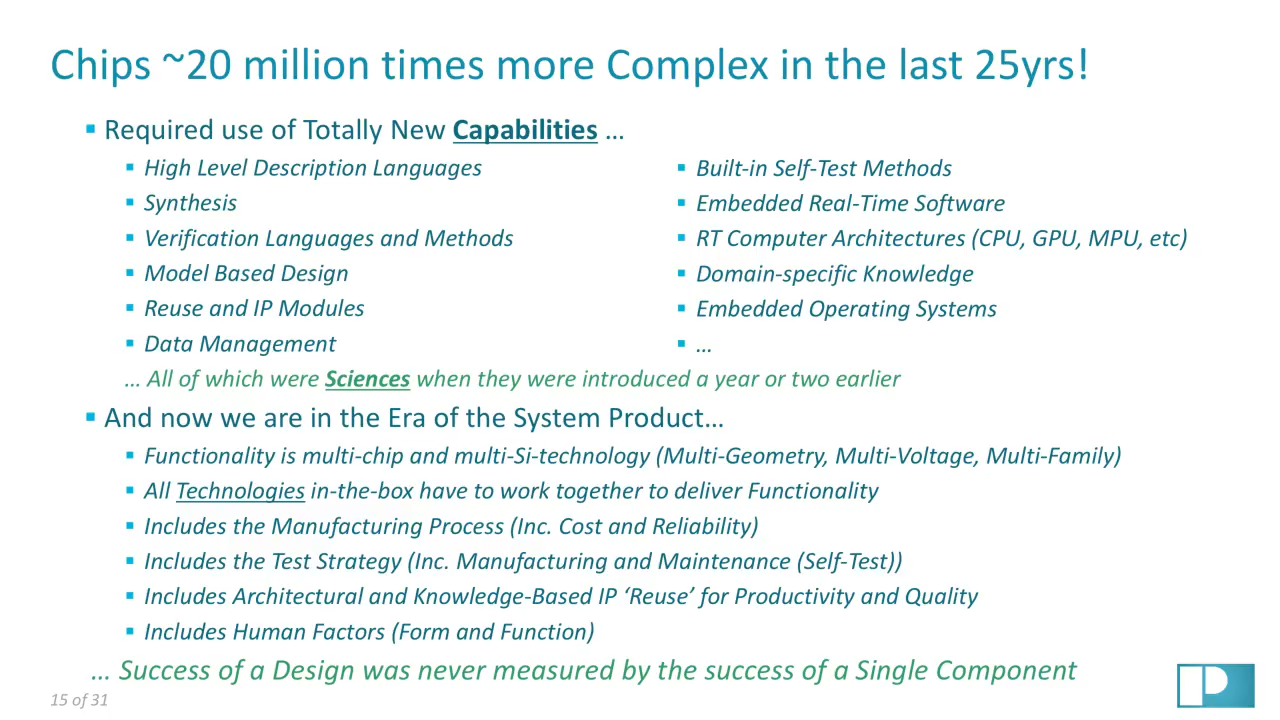 Chips ~20 million times more Complex in the last 25yrs!
▪ Required use of Totally New Capabilities …
▪ High Level Description Languages
▪ Synthesis
▪ Verification Languages and Methods
▪ Model Based Design
▪ Reuse and IP Modules
▪ Data Management
▪ Built-in Self-Test Methods
▪ Embedded Real-Time Software
▪ RT Computer Architectures (CPU, GPU, MPU, etc)
▪ Domain-specific Knowledge
▪ Embedded Operating Systems
▪ …
… All of which were Sciences when they were introduced a year or two earlier
▪ And now we are in the Era of the System Product…
▪ Functionality is multi-chip and multi-Si-technology (Multi-Geometry, Multi-Voltage, Multi-Family)
▪ All Technologies in-the-box have to work together to deliver Functionality
▪ Includes the Manufacturing Process (Inc. Cost and Reliability)
▪ Includes the Test Strategy (Inc. Manufacturing and Maintenance (Self-Test))
▪ Includes Architectural and Knowledge-Based IP ‘Reuse’ for Productivity and Quality
▪ Includes Human Factors (Form and Function)
… Success of a Design was never measured by the success of a Single Component
15 of 31
P